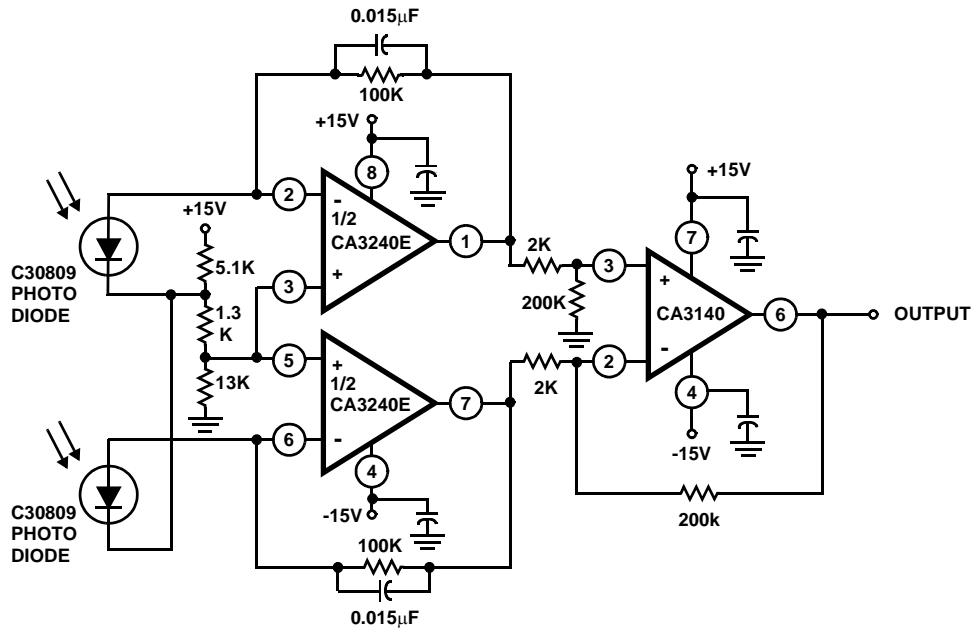 0.015μF
100K
+15V
8
2
-
1/2
CA3240E
1
+15V
C30809
PHOTO
DIODE
5.1K
+
3
1.3
K
13K
5
+
1/2
CA3240E
7
6
-
4
-15V
C30809
PHOTO
DIODE
100K
0.015μF
2K
3
200K
2K
2
+15V
7
+
CA3140
-
6
OUTPUT
4
-15V
200k